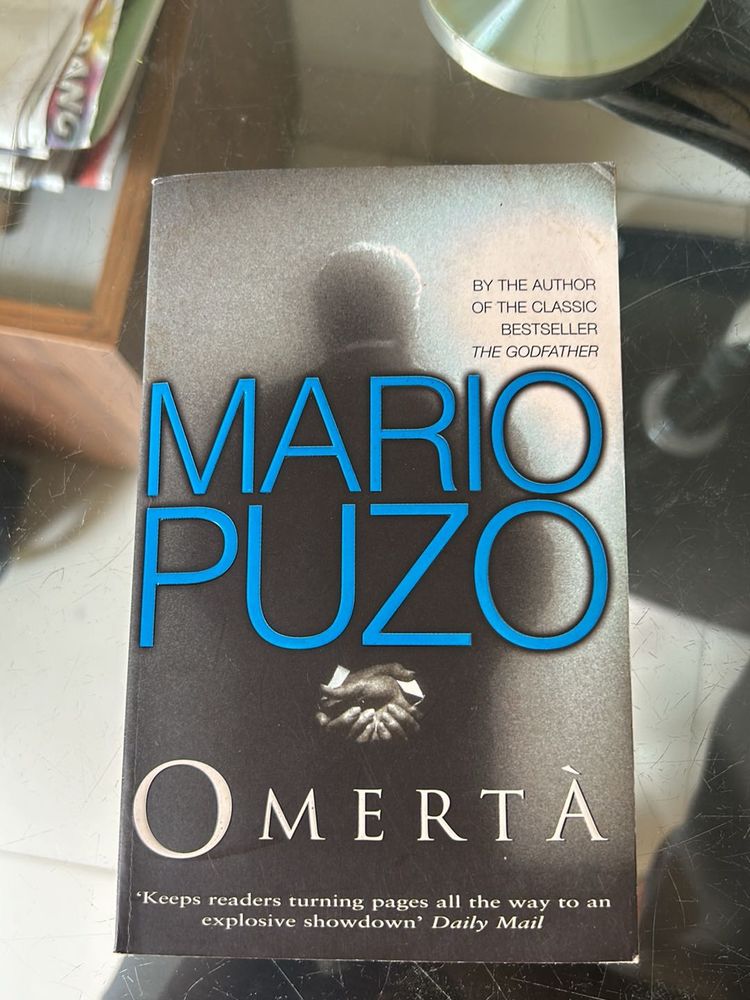 BANG
BY THE AUTHOR
OF THE CLASSIC
BESTSELLER
THE GODFATHER
MARIO
PUZO
OMERTÀ
‘Keeps readers turning pages all the way to an
explosive showdown’ Daily Mail